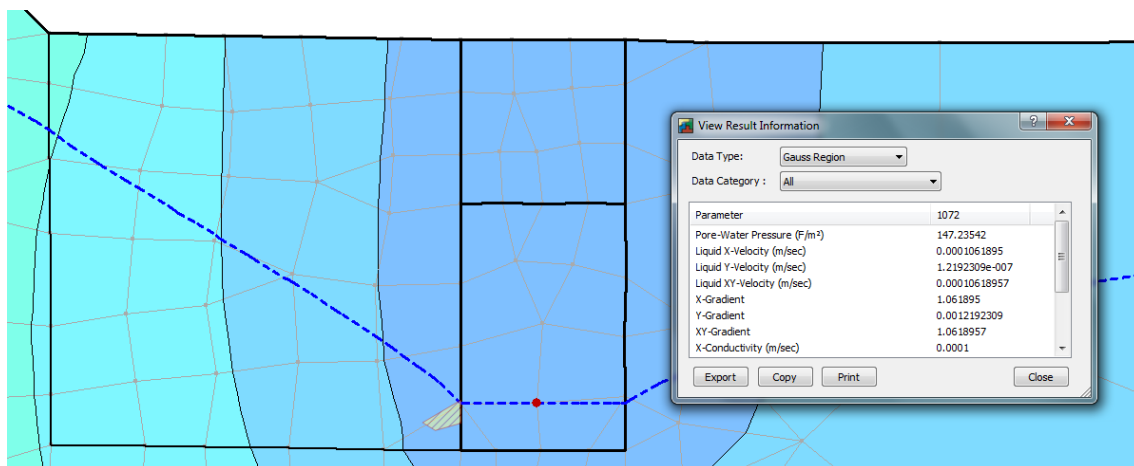 View Result Information
Data Type: Gauss Region
Data Category : All
Parameter 1072
Pore-Water Pressure (F/m²) 147.23542
Liquid X-Velocity (m/sec) 0.0001061895
Liquid Y-Velocity (m/sec) 1.2192309e-007
Liquid XY-Velocity (m/sec) 0.00010618957
X-Gradient 1.061895
Y-Gradient 0.0012192309
XY-Gradient 1.0618957
X-Conductivity (m/sec) 0.0001
Export Copy Print Close